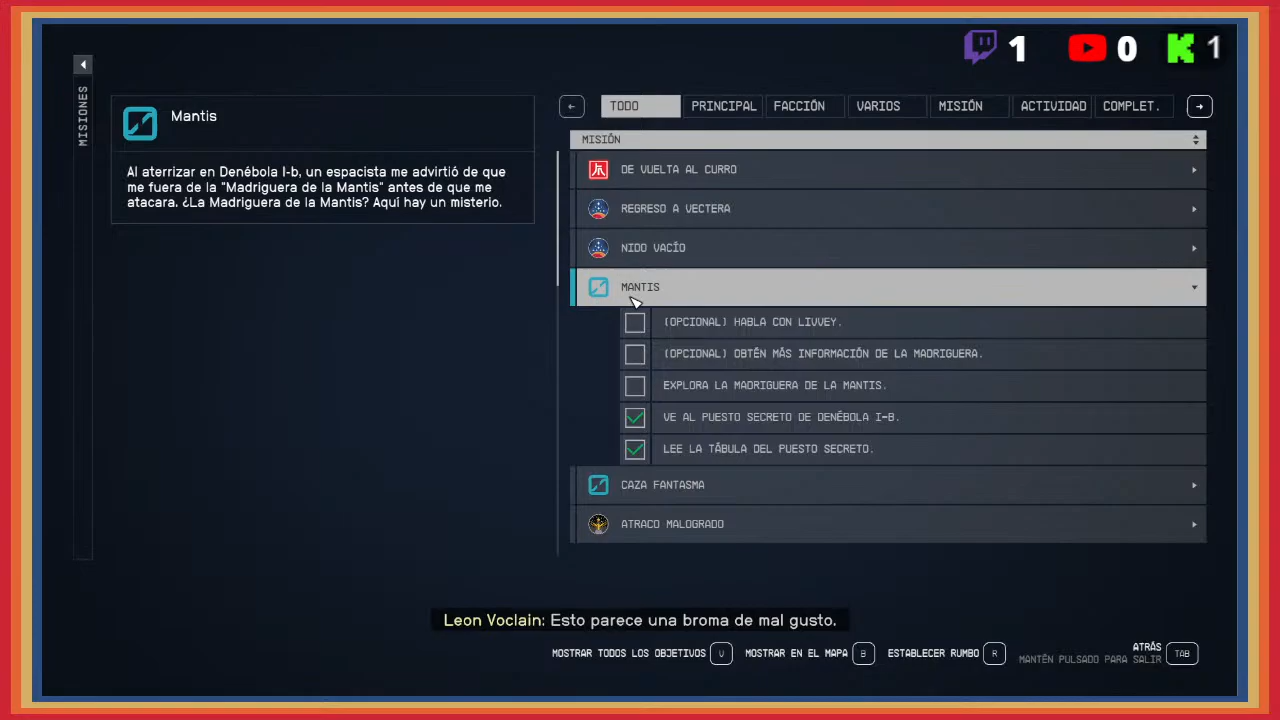 1
0
1
MISIONES
Mantis
Al aterrizar en Denébola I-b, un espacista me advirtió de que
me fuera de la "Madriguera de la Mantis" antes de que me
atacara. ¿La Madriguera de la Mantis? Aquí hay un misterio.
TODO
PRINCIPAL
FACCIÓN
VARIOS
MISIÓN
ACTIVIDAD
COMPLET.
MISIÓN
DE VUELTA AL CURRO
REGRESO A VECTERA
NIDO VACÍO
MANTIS
(OPCIONAL) HABLA CON LIVVEY.
(OPCIONAL) OBTÉN MÁS INFORMACIÓN DE LA MADRIGUERA.
EXPLORA LA MADRIGUERA DE LA MANTIS.
VE AL PUESTO SECRETO DE DENÉBOLA I-B.
LEE LA TÁBULA DEL PUESTO SECRETO.
CAZA FANTASMA
ATRACO MALOGRADO
Leon Voclain: Esto parece una broma de mal gusto.
MOSTRAR TODOS LOS OBJETIVOS V
MOSTRAR EN EL MAPA B
ESTABLECER RUMBO R
ATRÁS
MANTÉN PULSADO PARA SALIR
TAB